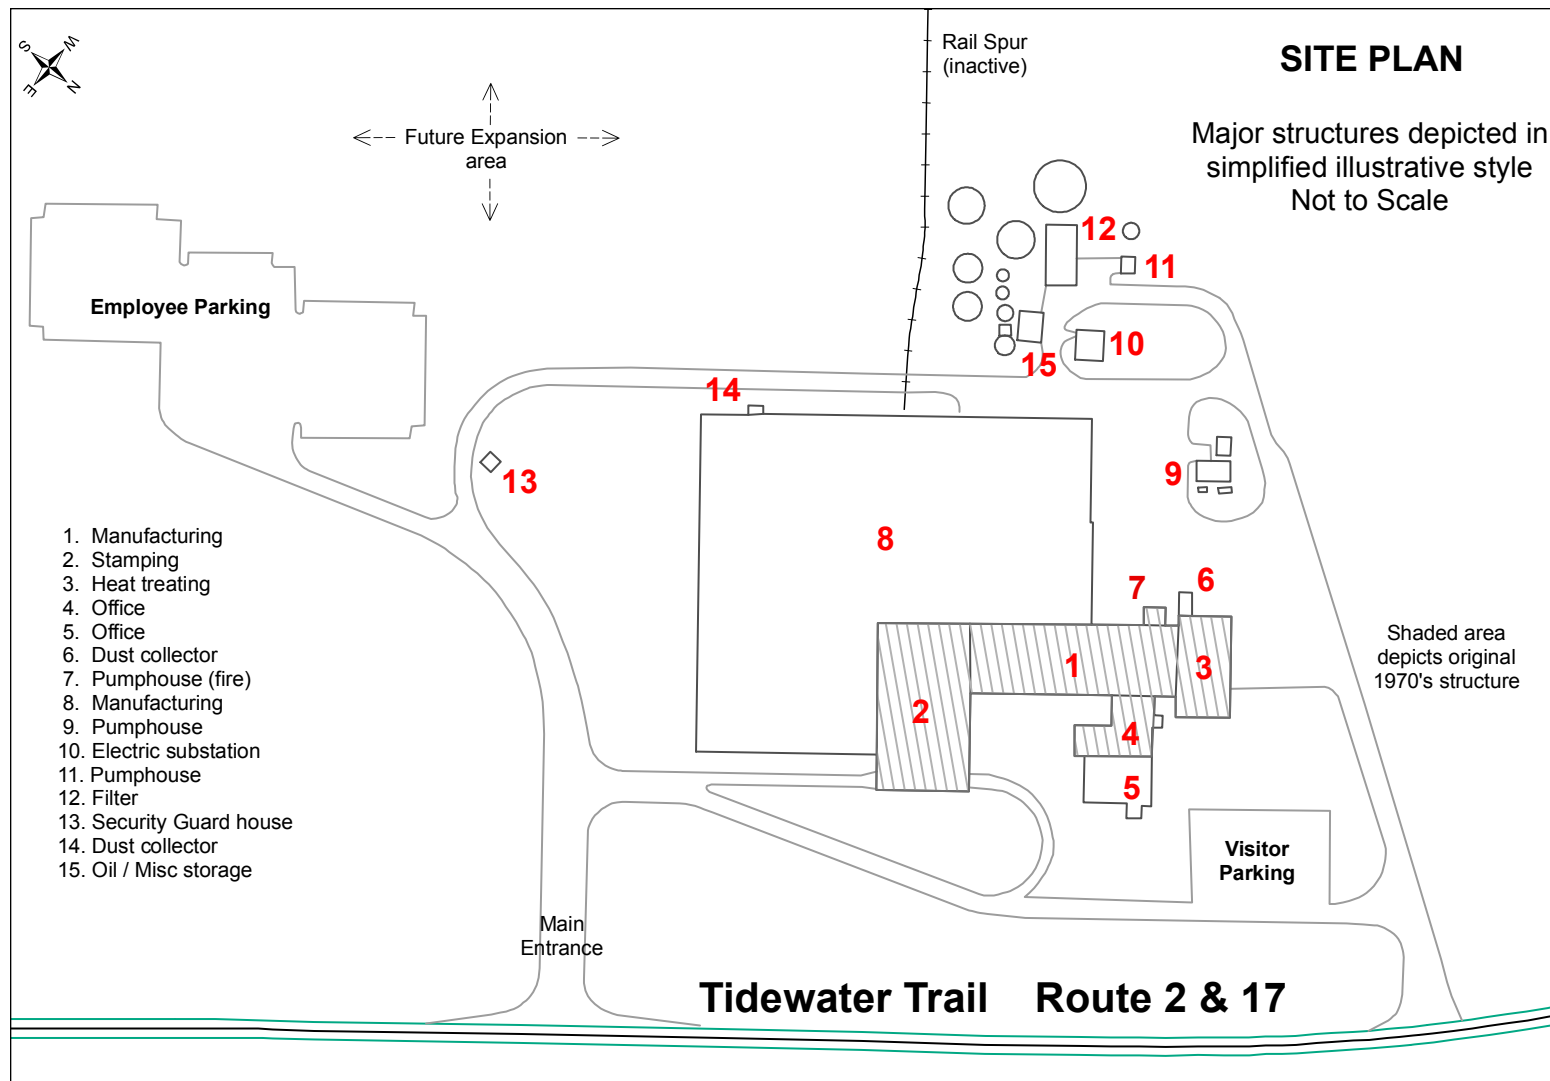 S
W
E
N
Rail Spur
(inactive)
SITE PLAN
Major structures depicted in
simplified illustrative style
Not to Scale
Future Expansion
area
12
11
Employee Parking
10
15
14
9
13
8
1. Manufacturing
2. Stamping
3. Heat treating
4. Office
5. Office
6. Dust collector
7. Pumphouse (fire)
8. Manufacturing
9. Pumphouse
10. Electric substation
11. Pumphouse
12. Filter
13. Security Guard house
14. Dust collector
15. Oil / Misc storage
7
6
1
3
2
4
5
Shaded area
depicts original
1970's structure
Visitor
Parking
Main
Entrance
Tidewater Trail Route 2 & 17